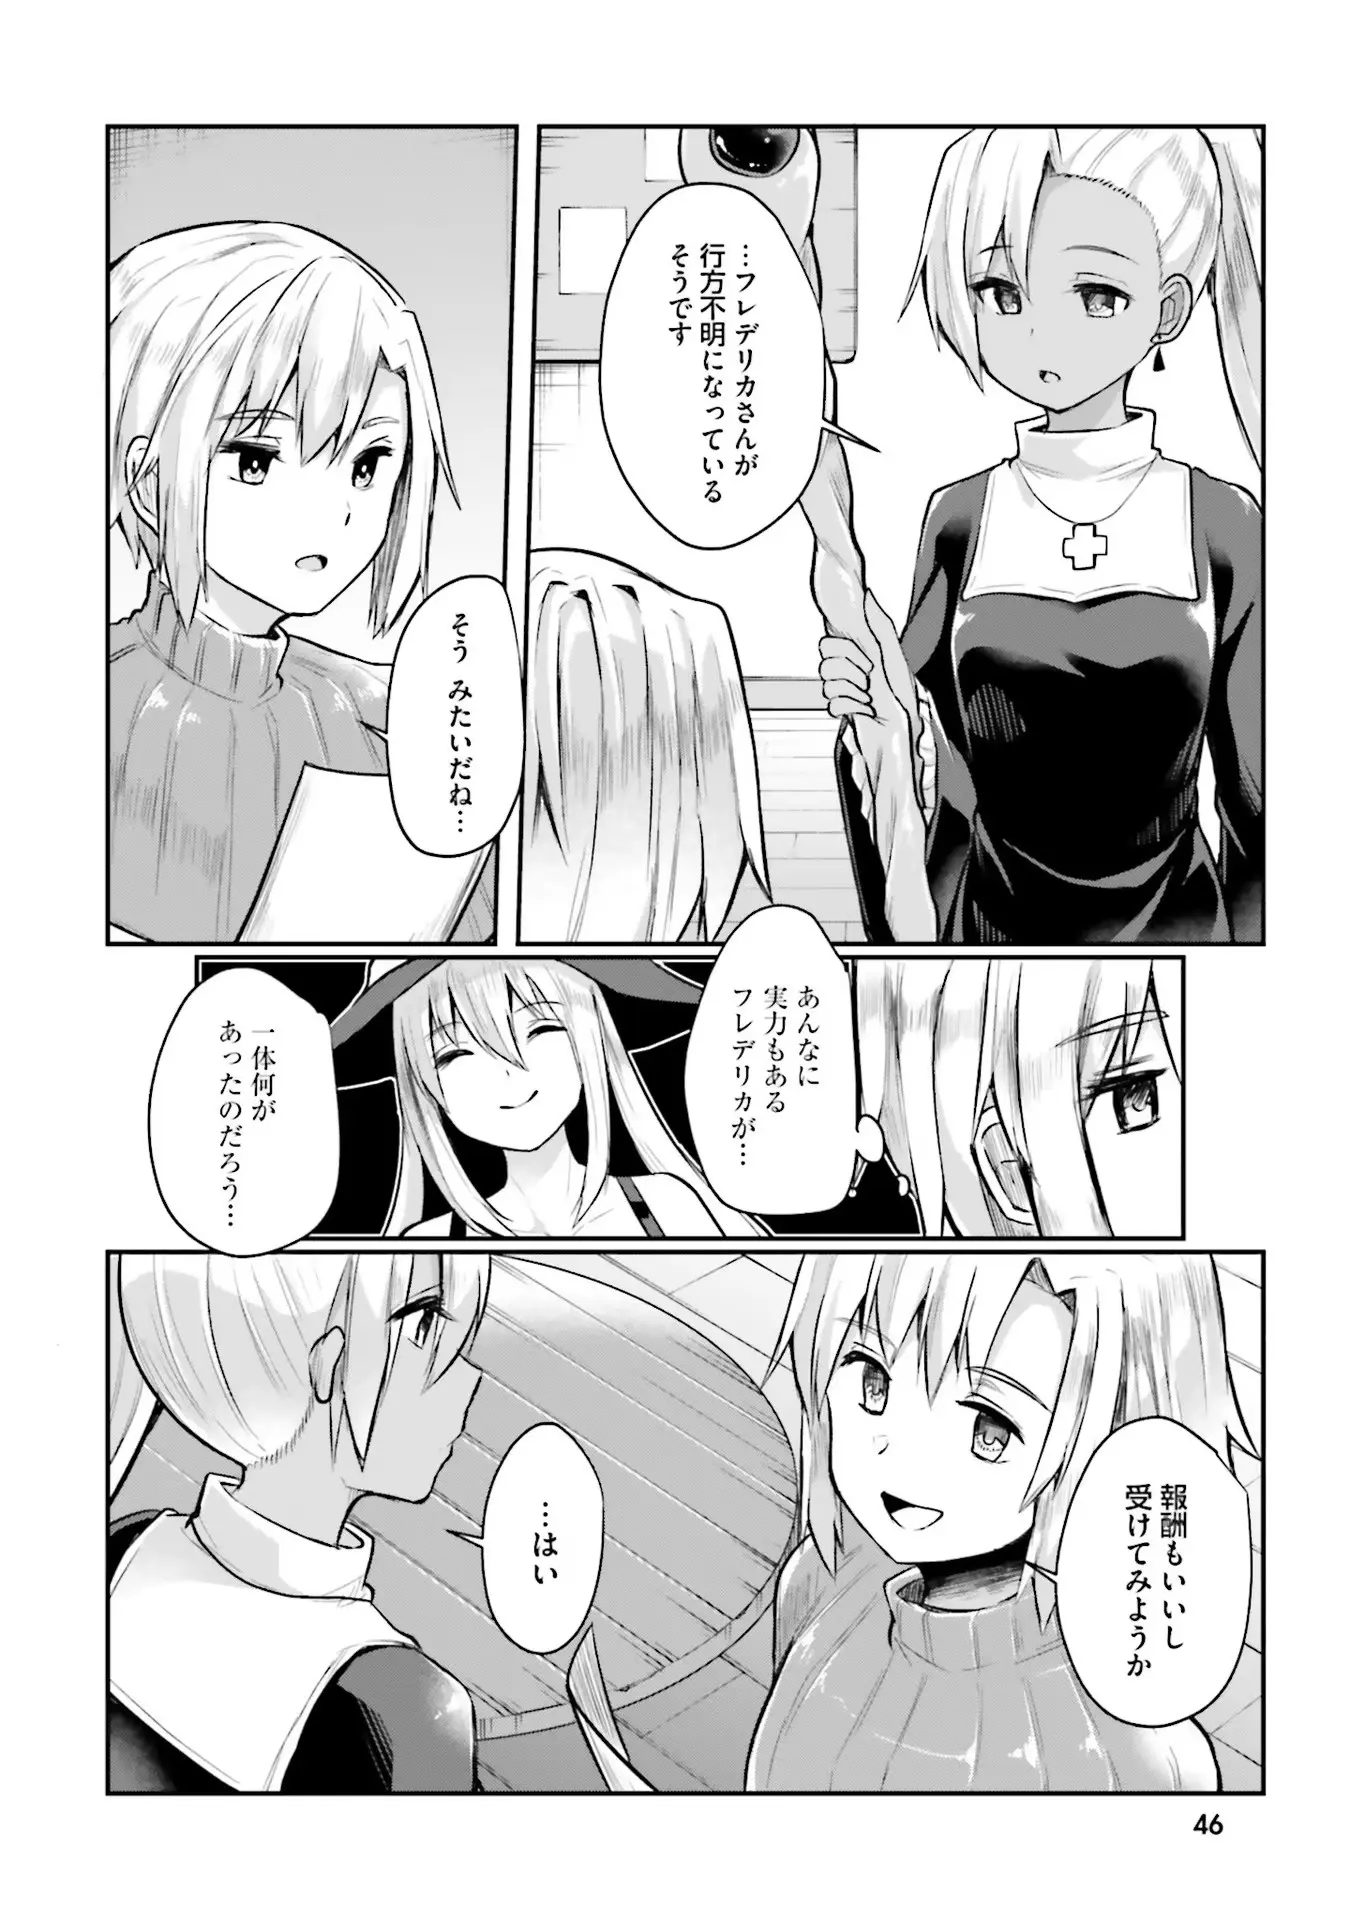 …フレデリカさんが
行方不明になっている
そうです
そう みたいだね…
あんなに
実力もある
フレデリカが…
一体何が
あったのだろう…
報酬もいいし
受けてみようか
…はい
46